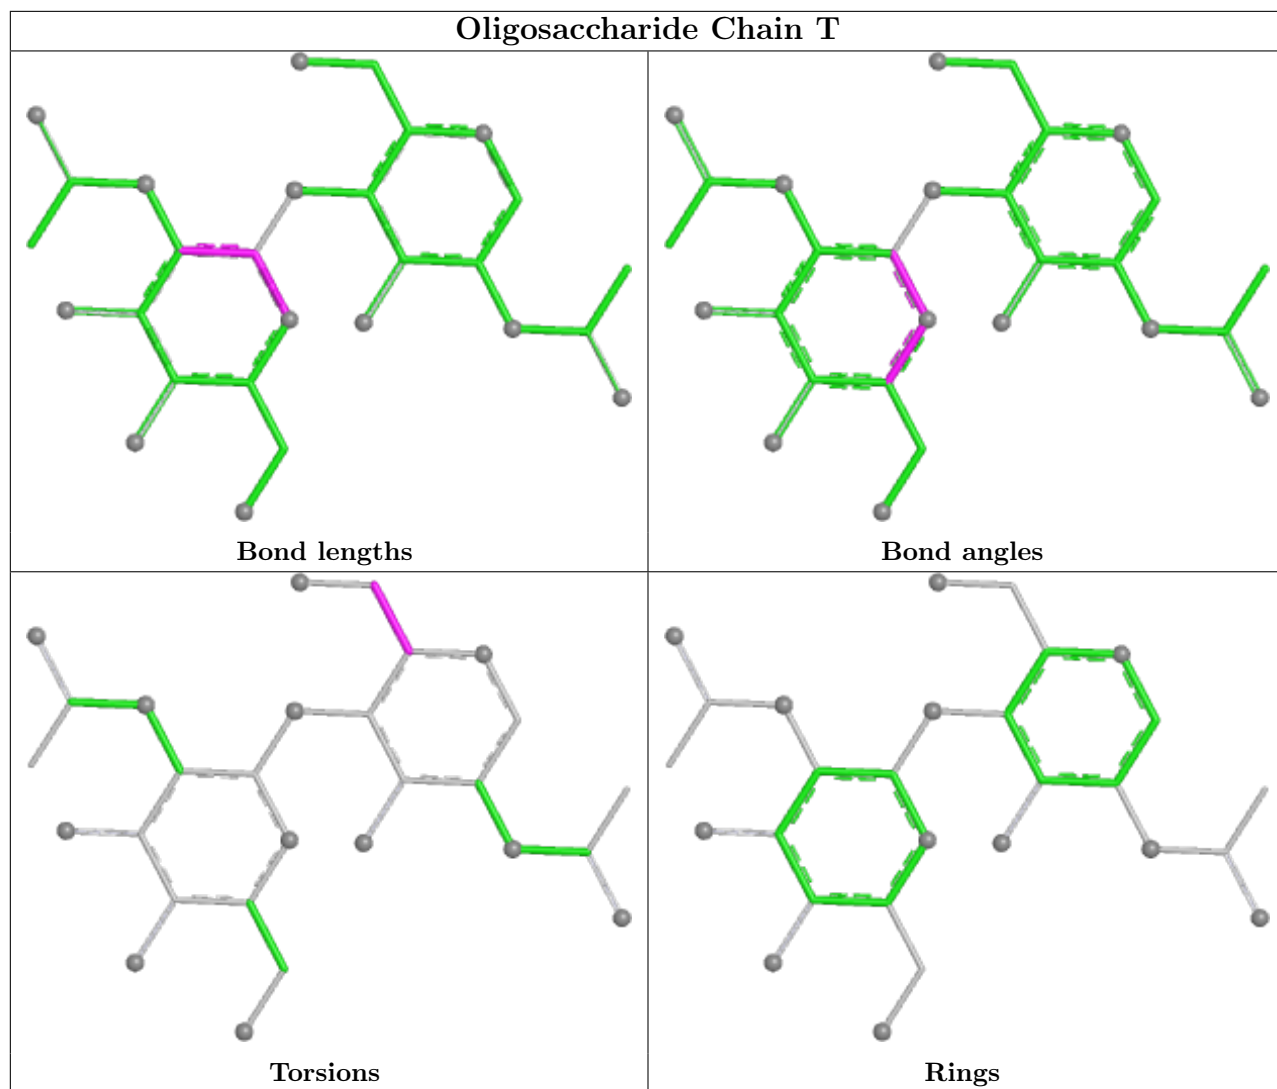 Oligosaccharide Chain T
Bond lengths
Bond angles
Torsions
Rings